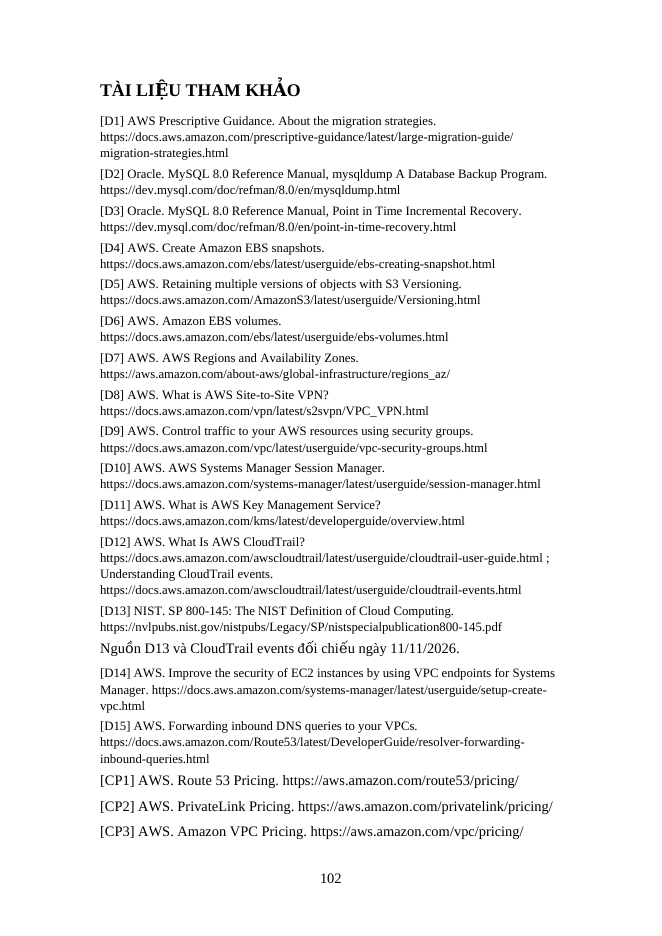 TÀI LIỆU THAM KHẢO
[D1] AWS Prescriptive Guidance. About the migration strategies.
https://docs.aws.amazon.com/prescriptive-guidance/latest/large-migration-guide/
migration-strategies.html
[D2] Oracle. MySQL 8.0 Reference Manual, mysqldump A Database Backup Program.
https://dev.mysql.com/doc/refman/8.0/en/mysqldump.html
[D3] Oracle. MySQL 8.0 Reference Manual, Point in Time Incremental Recovery.
https://dev.mysql.com/doc/refman/8.0/en/point-in-time-recovery.html
[D4] AWS. Create Amazon EBS snapshots.
https://docs.aws.amazon.com/ebs/latest/userguide/ebs-creating-snapshot.html
[D5] AWS. Retaining multiple versions of objects with S3 Versioning.
https://docs.aws.amazon.com/AmazonS3/latest/userguide/Versioning.html
[D6] AWS. Amazon EBS volumes.
https://docs.aws.amazon.com/ebs/latest/userguide/ebs-volumes.html
[D7] AWS. AWS Regions and Availability Zones.
https://aws.amazon.com/about-aws/global-infrastructure/regions_az/
[D8] AWS. What is AWS Site-to-Site VPN?
https://docs.aws.amazon.com/vpn/latest/s2svpn/VPC_VPN.html
[D9] AWS. Control traffic to your AWS resources using security groups.
https://docs.aws.amazon.com/vpc/latest/userguide/vpc-security-groups.html
[D10] AWS. AWS Systems Manager Session Manager.
https://docs.aws.amazon.com/systems-manager/latest/userguide/session-manager.html
[D11] AWS. What is AWS Key Management Service?
https://docs.aws.amazon.com/kms/latest/developerguide/overview.html
[D12] AWS. What Is AWS CloudTrail?
https://docs.aws.amazon.com/awscloudtrail/latest/userguide/cloudtrail-user-guide.html ;
Understanding CloudTrail events.
https://docs.aws.amazon.com/awscloudtrail/latest/userguide/cloudtrail-events.html
[D13] NIST. SP 800-145: The NIST Definition of Cloud Computing.
https://nvlpubs.nist.gov/nistpubs/Legacy/SP/nistspecialpublication800-145.pdf
Nguồn D13 và CloudTrail events đối chiếu ngày 11/11/2026.
[D14] AWS. Improve the security of EC2 instances by using VPC endpoints for Systems
Manager. https://docs.aws.amazon.com/systems-manager/latest/userguide/setup-create-
vpc.html
[D15] AWS. Forwarding inbound DNS queries to your VPCs.
https://docs.aws.amazon.com/Route53/latest/DeveloperGuide/resolver-forwarding-
inbound-queries.html
[CP1] AWS. Route 53 Pricing. https://aws.amazon.com/route53/pricing/
[CP2] AWS. PrivateLink Pricing. https://aws.amazon.com/privatelink/pricing/
[CP3] AWS. Amazon VPC Pricing. https://aws.amazon.com/vpc/pricing/
102